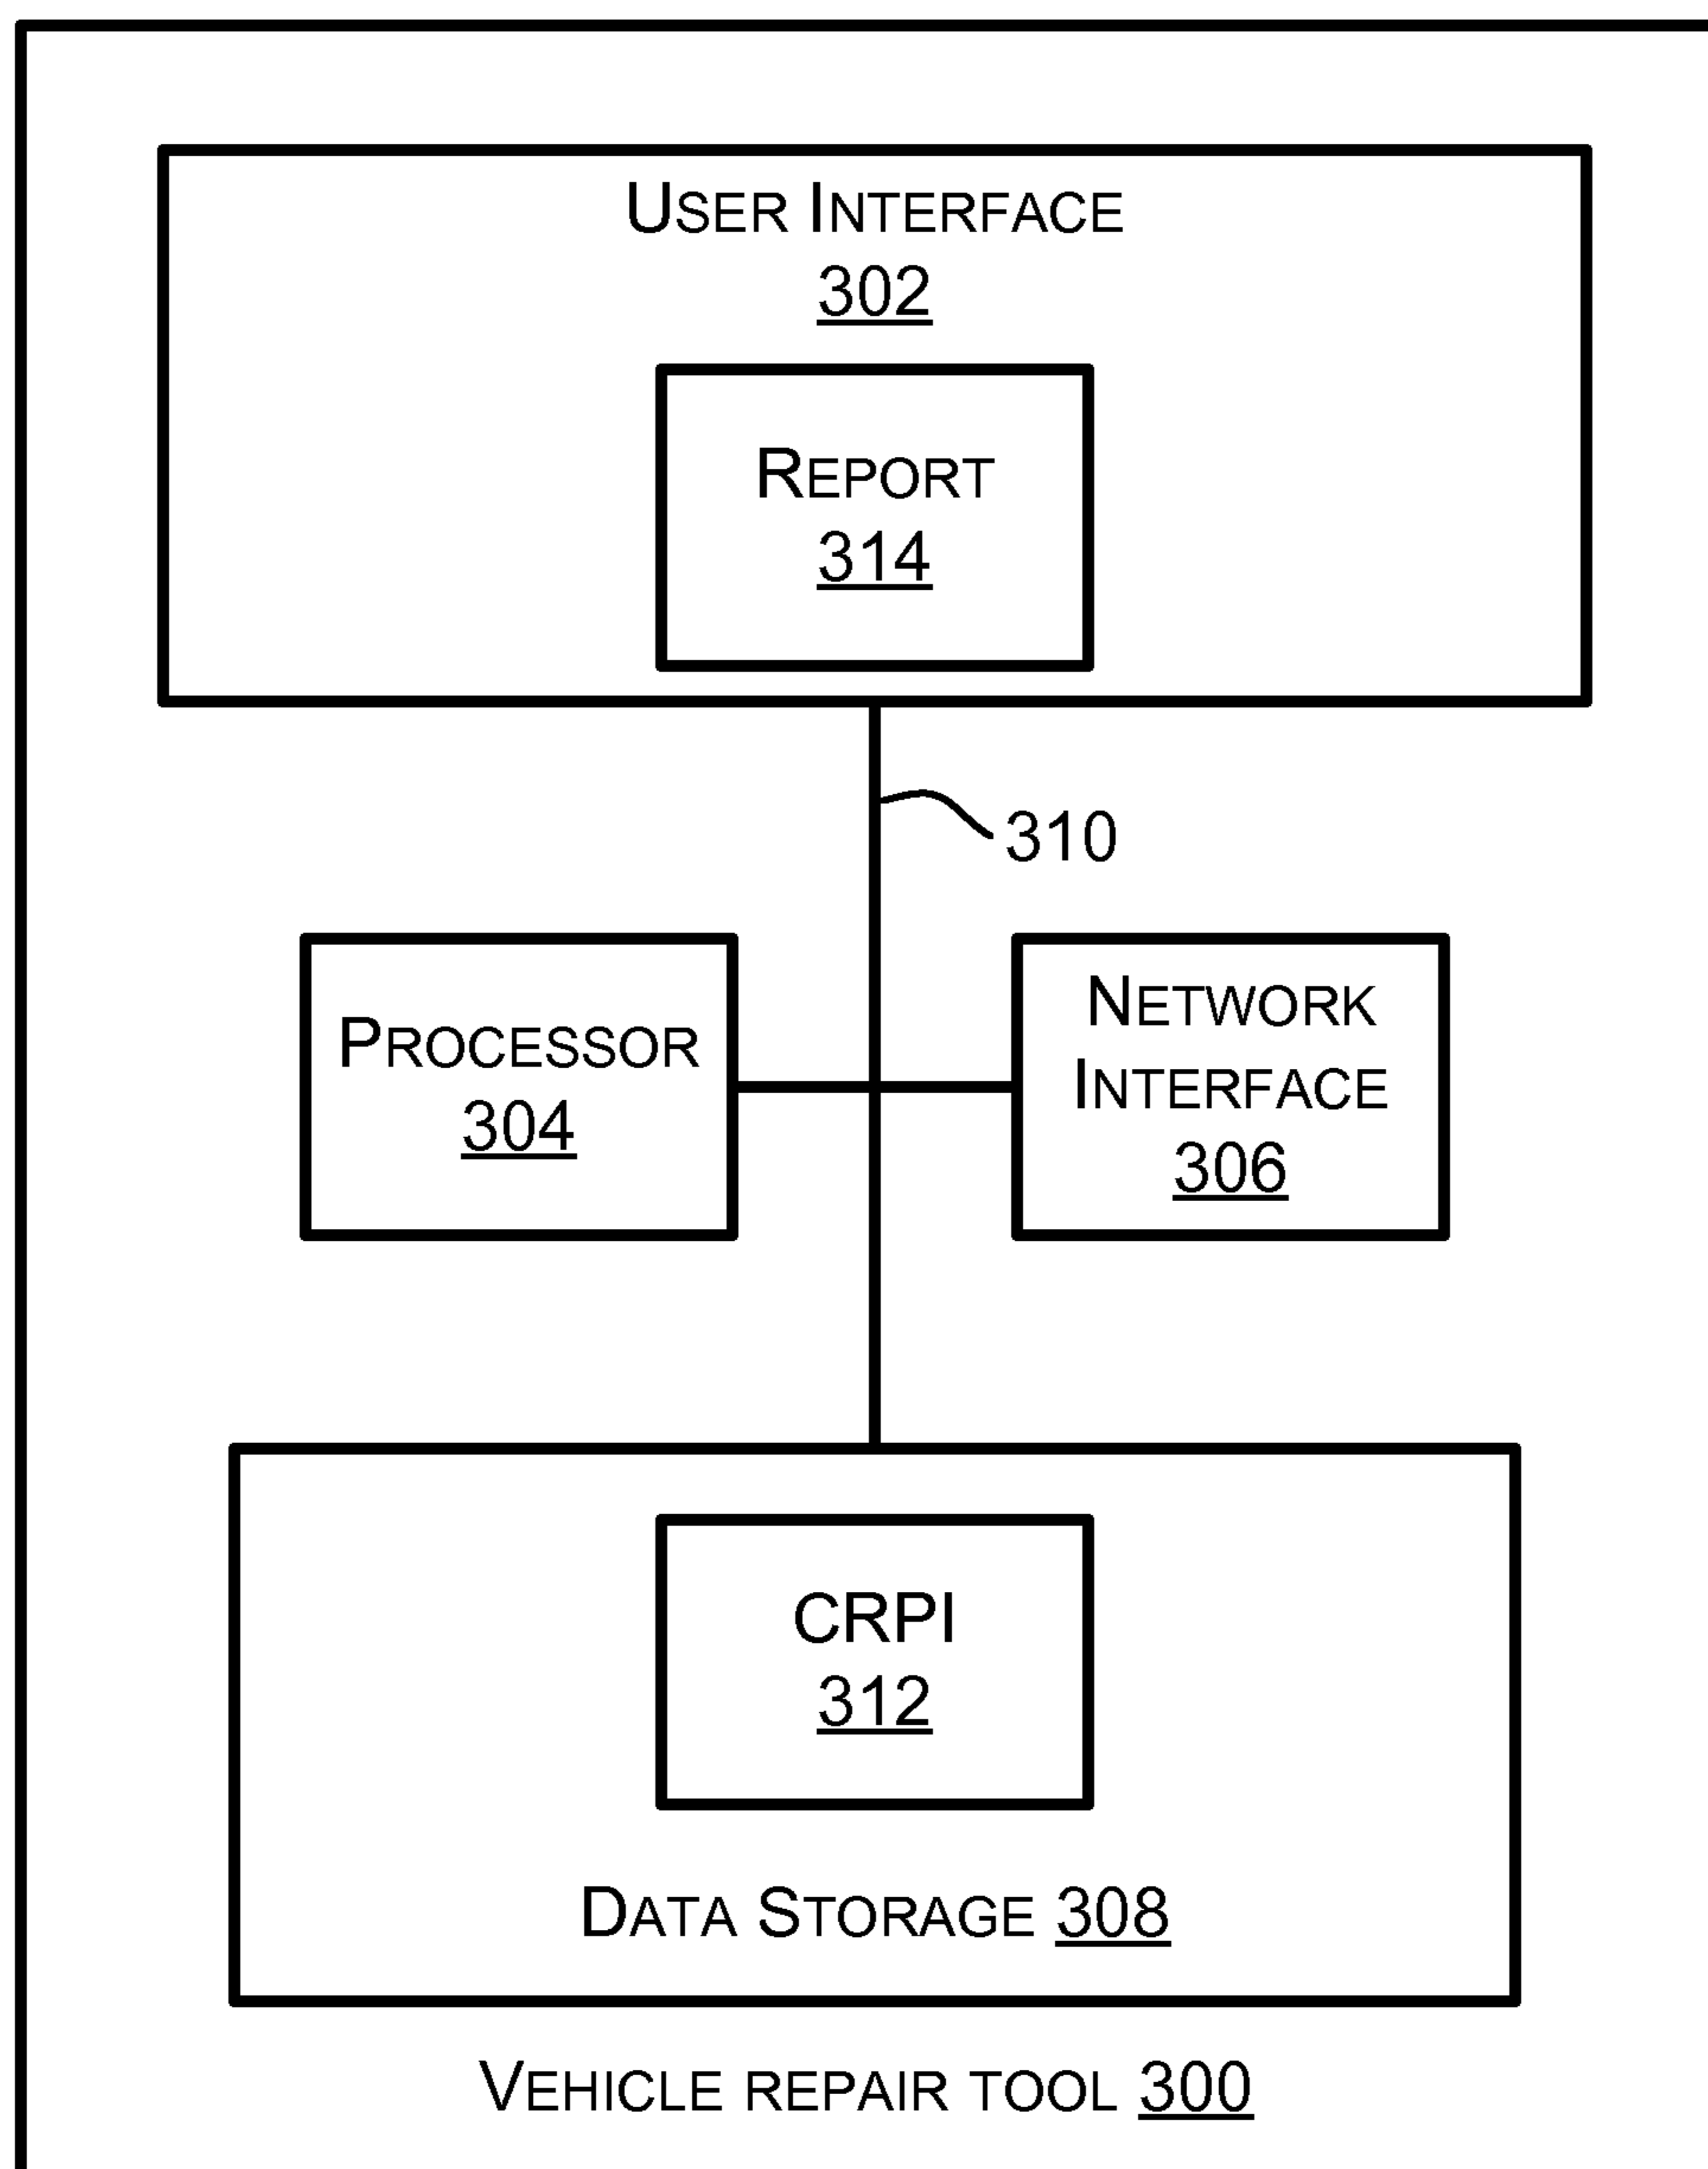 USER INTERFACE
302
REPORT
314
310
PROCESSOR
304
NETWORK
INTERFACE
306
CRPI
312
DATA STORAGE 308
VEHICLE REPAIR TOOL 300